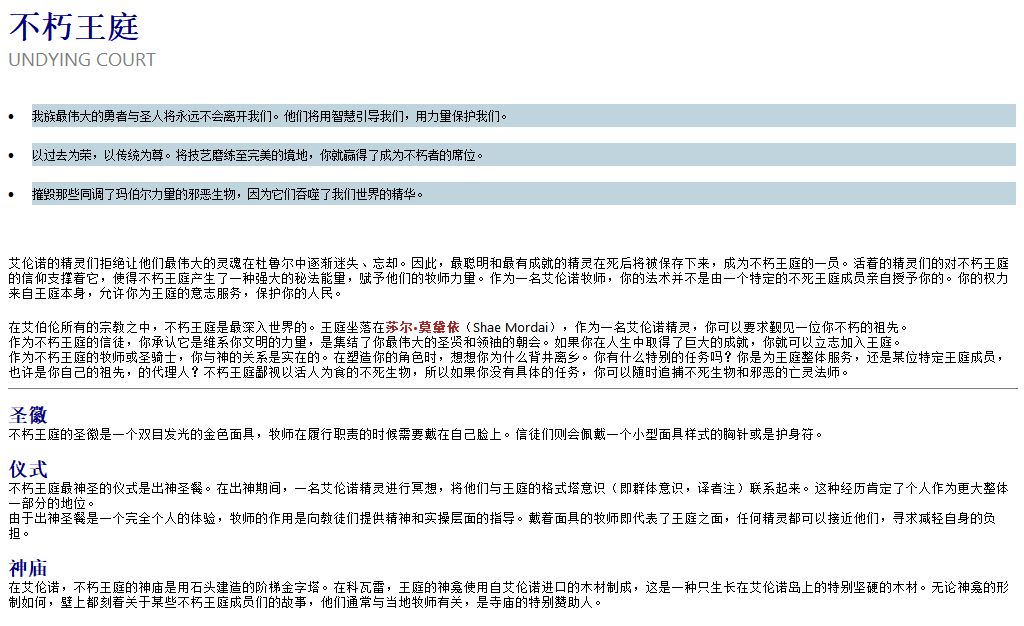 不朽王庭
UNDYING COURT
• 我族最伟大的勇者与圣人将永远不会离开我们。他们将用智慧引导我们，用力量保护我们。
• 以过去为荣，以传统为尊。将技艺磨练至完美的境地，你就赢得了成为不朽者的席位。
• 摧毁那些同调了玛伯尔力量的邪恶生物，因为它们吞噬了我们世界的精华。
艾伦诺的精灵们拒绝让他们最伟大的灵魂在杜鲁尔中逐渐迷失、忘却。因此，最聪明和最有成就的精灵在死后将被保存下来，成为不朽王庭的一员。活着的精灵们的对不朽王庭
的信仰支撑着它，使得不朽王庭产生了一种强大的秘法能量，赋予他们的牧师力量。作为一名艾伦诺牧师，你的法术并不是由一个特定的不死王庭成员亲自授予你的。你的权力
来自王庭本身，允许你为王庭的意志服务，保护你的人民。
在艾伯伦所有的宗教之中，不朽王庭是最深入世界的。王庭坐落在莎尔·莫黛依（Shae Mordai），作为一名艾伦诺精灵，你可以要求觐见一位你不朽的祖先。
作为不朽王庭的信徒，你承认它是维系你文明的力量，是集结了你最伟大的圣贤和领袖的朝会。如果你在人生中取得了巨大的成就，你就可以立志加入王庭。
作为不朽王庭的牧师或圣骑士，你与神的关系是实在的。在塑造你的角色时，想想你为什么背井离乡。你有什么特别的任务吗？你是为王庭整体服务，还是某位特定王庭成员，
也许是你自己的祖先，的代理人？不朽王庭鄙视以活人为食的不死生物，所以如果你没有具体的任务，你可以随时追捕不死生物和邪恶的亡灵法师。
圣徽
不朽王庭的圣徽是一个双目发光的金色面具，牧师在履行职责的时候需要戴在自己脸上。信徒们则会佩戴一个小型面具样式的胸针或是护身符。
仪式
不朽王庭最神圣的仪式是出神圣餐。在出神期间，一名艾伦诺精灵进行冥想，将他们与王庭的格式塔意识（即群体意识，译者注）联系起来。这种经历肯定了个人作为更大整体
一部分的地位。
由于出神圣餐是一个完全个人的体验，牧师的作用是向教徒们提供精神和实操层面的指导。戴着面具的牧师即代表了王庭之面，任何精灵都可以接近他们，寻求减轻自身的负
担。
神庙
在艾伦诺，不朽王庭的神庙是用石头建造的阶梯金字塔。在科瓦雷，王庭的神龛使用自艾伦诺进口的木材制成，这是一种只生长在艾伦诺岛上的特别坚硬的木材。无论神龛的形
制如何，壁上都刻着关于某些不朽王庭成员们的故事，他们通常与当地牧师有关，是寺庙的特别赞助人。